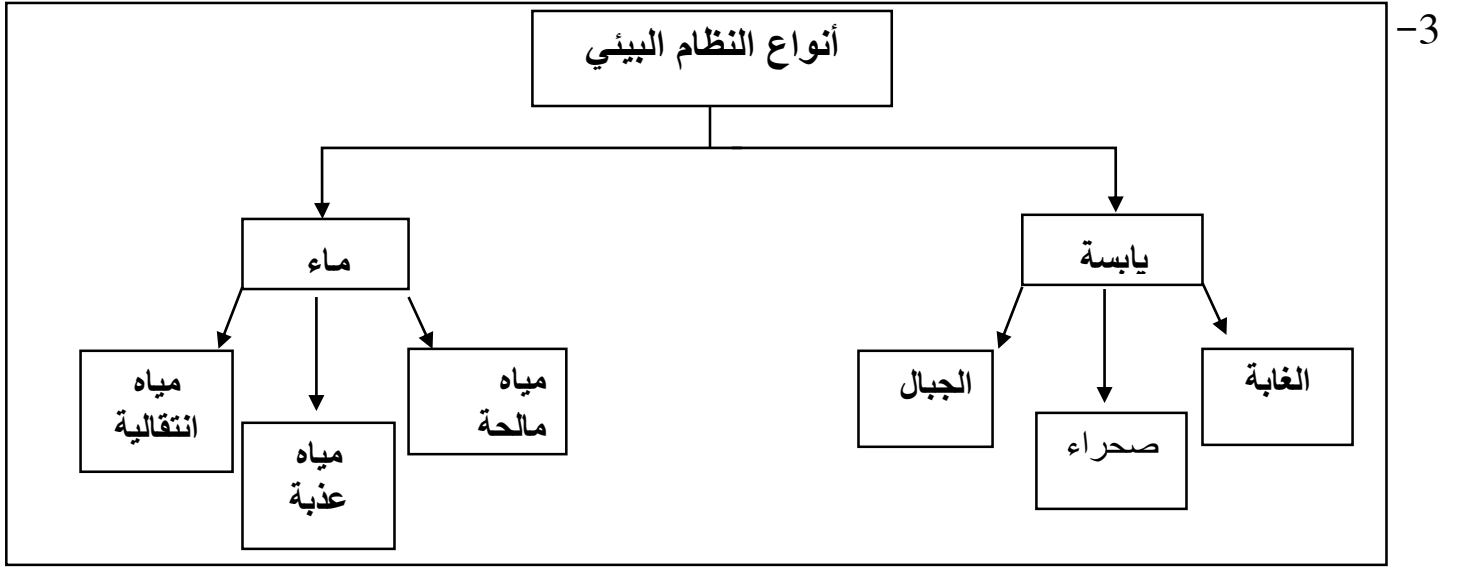 3-
أنواع النظام البيئي
يابسة
ماء
الغابة
صحراء
الجبال
مياه
مالحة
مياه
عذبة
مياه
انتقالية